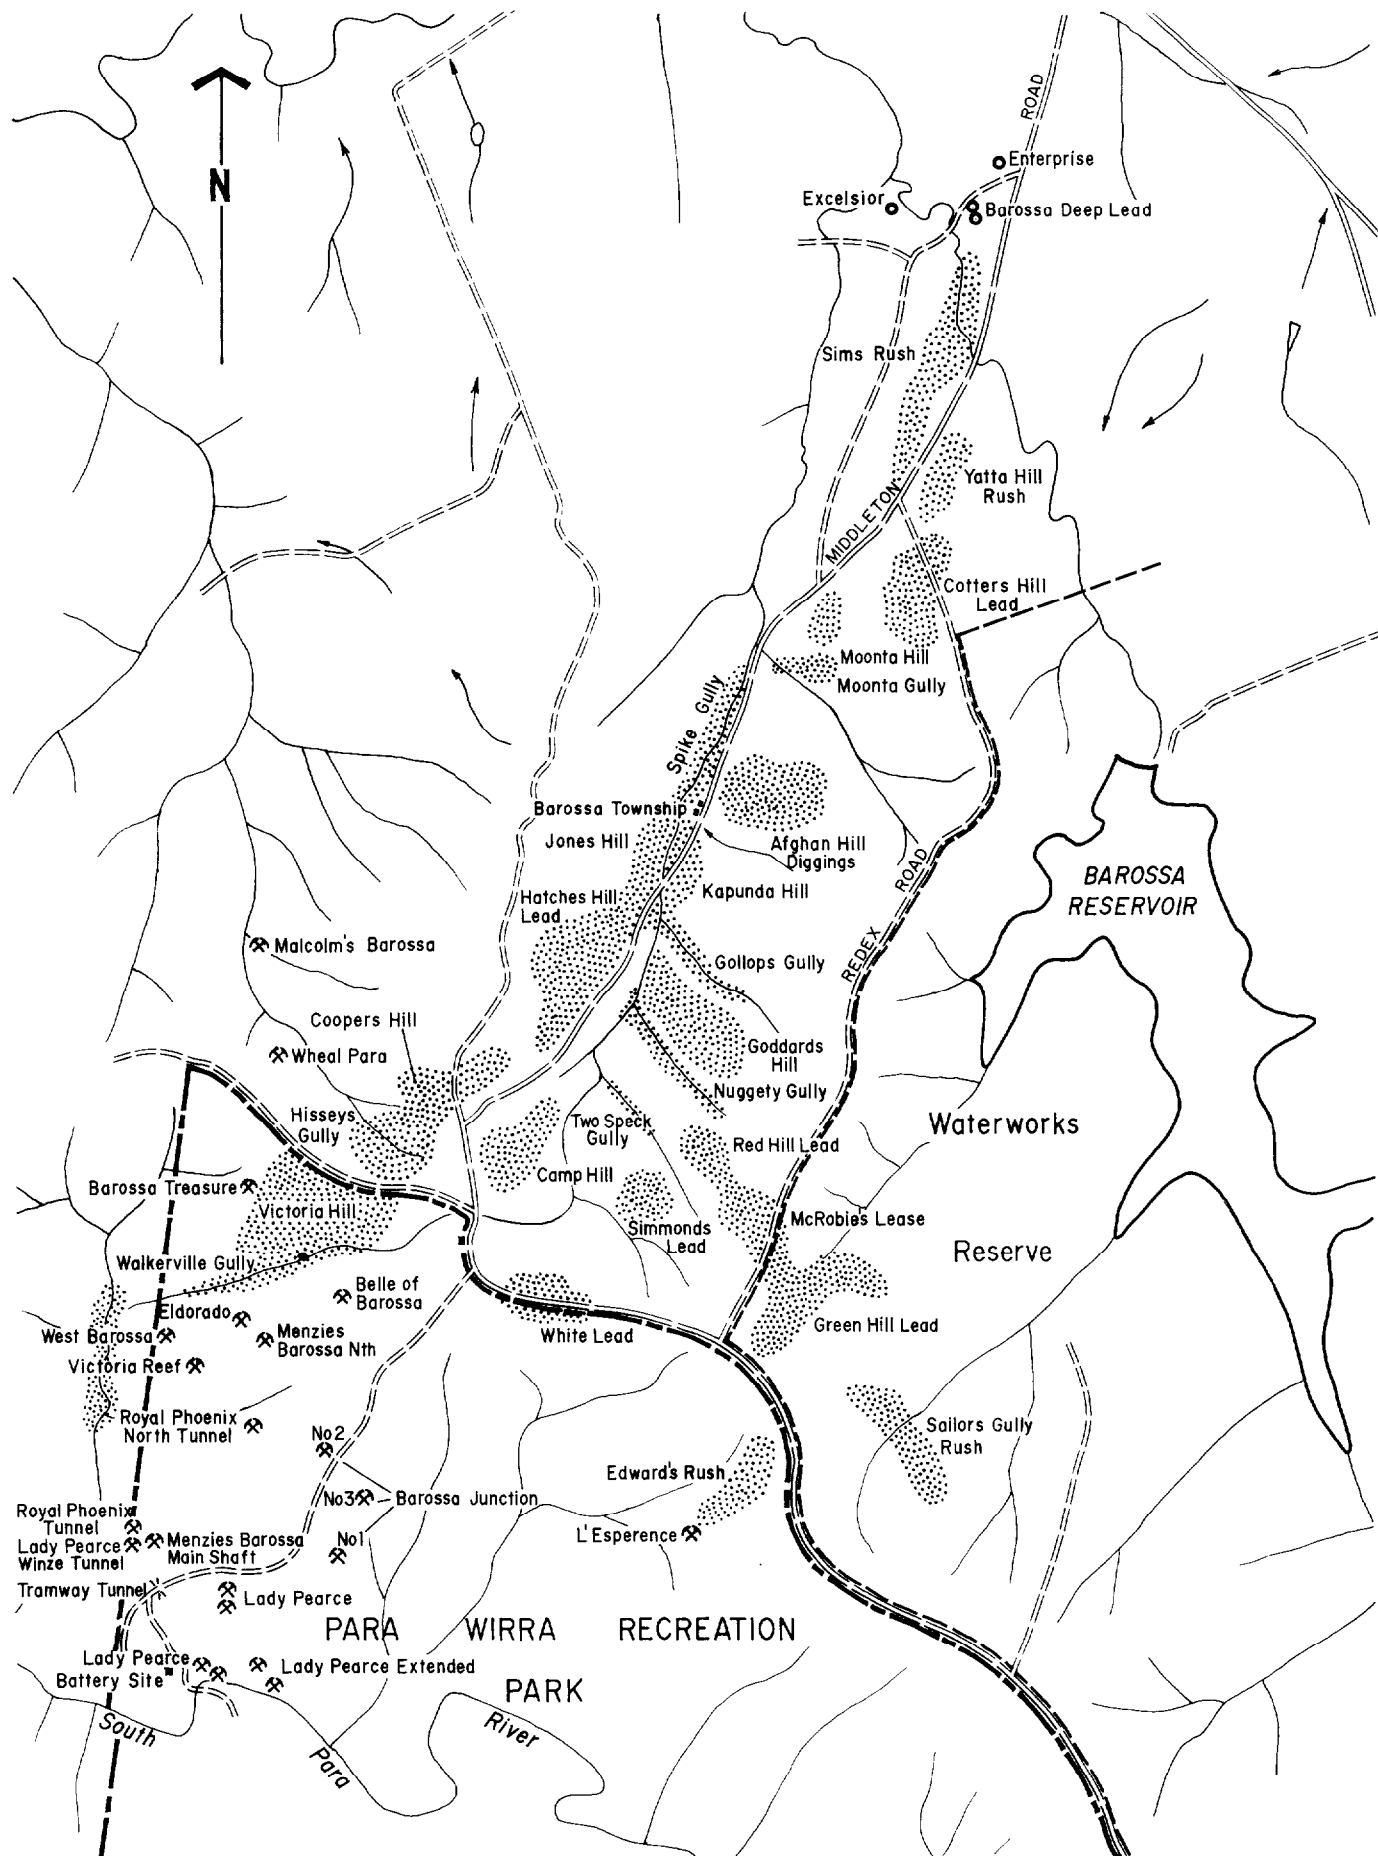 N
ROAD
Enterprise
Excelsior
Barossa Deep Lead
Sims Rush
Yatta Hill
Rush
MIDDLETON
Cotters Hill
Lead
Moonta Hill
Moonta Gully
Spike Gully
Barossa Township
Jones Hill
Afghan Hill
Diggings
ROAD
BAROSSA
RESERVOIR
Kapunda Hill
Hatches Hill
Lead
Malcolm's Barossa
Gollops Gully
REDEX
Coopers Hill
Wheal Para
Goddards
Hill
Nuggety Gully
Hisseys
Gully
Two Speck
Gully
Waterworks
Red Hill Lead
Camp Hill
Barossa Treasure
Victoria Hill
Simmonds
Lead
McRobies Lease
Reserve
Walkerville Gully
Belle of
Barossa
Eldorado
West Barossa
Menzies
Barossa Nth
White Lead
Green Hill Lead
Victoria Reef
Royal Phoenix
North Tunnel
No2
Sailors Gully
Rush
Edward's Rush
No3
Barossa Junction
Royal Phoenix
Tunnel
Lady Pearce
Winze Tunnel
Menzies Barossa
Main Shaft
No1
L'Esperence
Tramway Tunnel
Lady Pearce
PARA WIRRA RECREATION
PARK
Lady Pearce
Battery Site
Lady Pearce Extended
South
Para
River